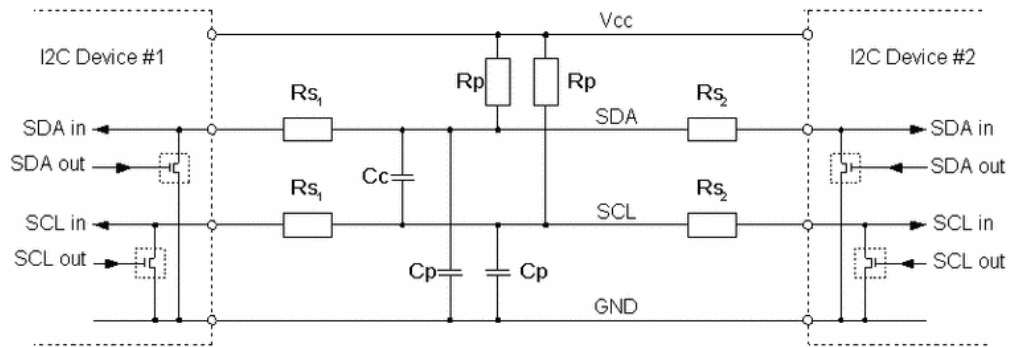 Vcc
I2C Device #1
I2C Device #2
Rp
Rp
Rs1
SDA
Rs2
SDA in
SDA in
SDA out
SDA out
Cc
Rs1
SCL
Rs2
SCL in
SCL in
SCL out
SCL out
Cp
Cp
GND